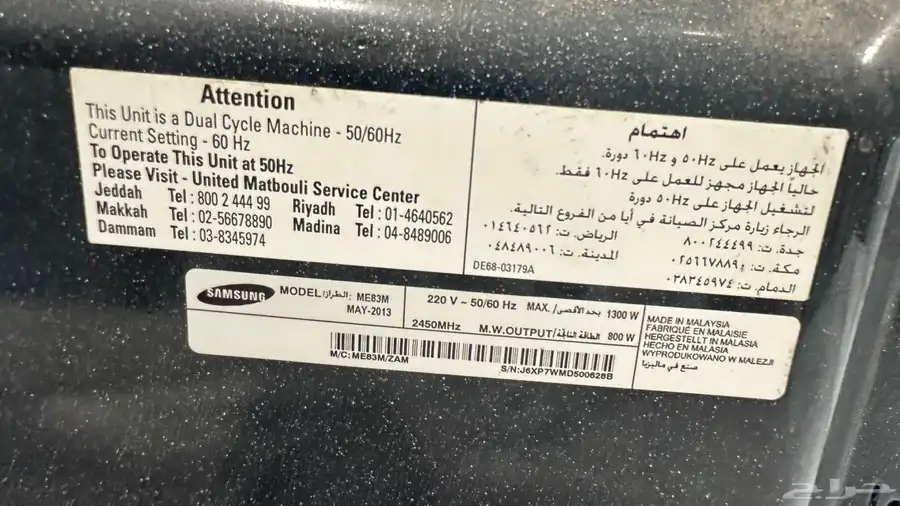 Attention
This Unit is a Dual Cycle Machine - 50/60Hz
Current Setting - 60 Hz
To Operate This Unit at 50Hz
Please Visit - United Matbouli Service Center
Jeddah Tel : 800 2 444 99 Riyadh Tel : 01-4640562
Makkah Tel : 02-56678890 Madina Tel : 04-8489006
Dammam Tel : 03-8345974
اهتمام
الجهاز يعمل على ٥٠Hz و ٦٠Hz دورة.
حالياً الجهاز مجهز للعمل على ٦٠Hz فقط.
لتشغيل الجهاز على ٥٠Hz دورة
الرجاء زيارة مركز الصيانة في أيا من الفروع التالية.
جدة. ت: ٨٠٠٢٤٤٤٩٩ الرياض. ت: ٠١٤٦٤٠٥٦٢
مكة. ت: ٠٢٥٦٦٧٨٨٩٠ المدينة. ت: ٠٤٨٤٨٩٠٠٦
الدمام. ت: ٠٣٨٣٤٥٩٧٤
DE68-03179A
SAMSUNG
MODEL الطراز/: ME83M
MAY-2013
220 V ~ 50/60 Hz MAX. بحد الأقصى/ 1300 W
2450MHz M.W.OUTPUT/الطاقة الناتجة 800 W
M/C: ME83M/ZAM
S/N:J6XP7WMD500628B
MADE IN MALAYSIA
FABRIQUÉ EN MALAISIE
HERGESTELLT IN MALASIA
HECHO EN MALASIA
WYPRODUKOWANO W MALEZJI
صنع في ماليزيا
حراج